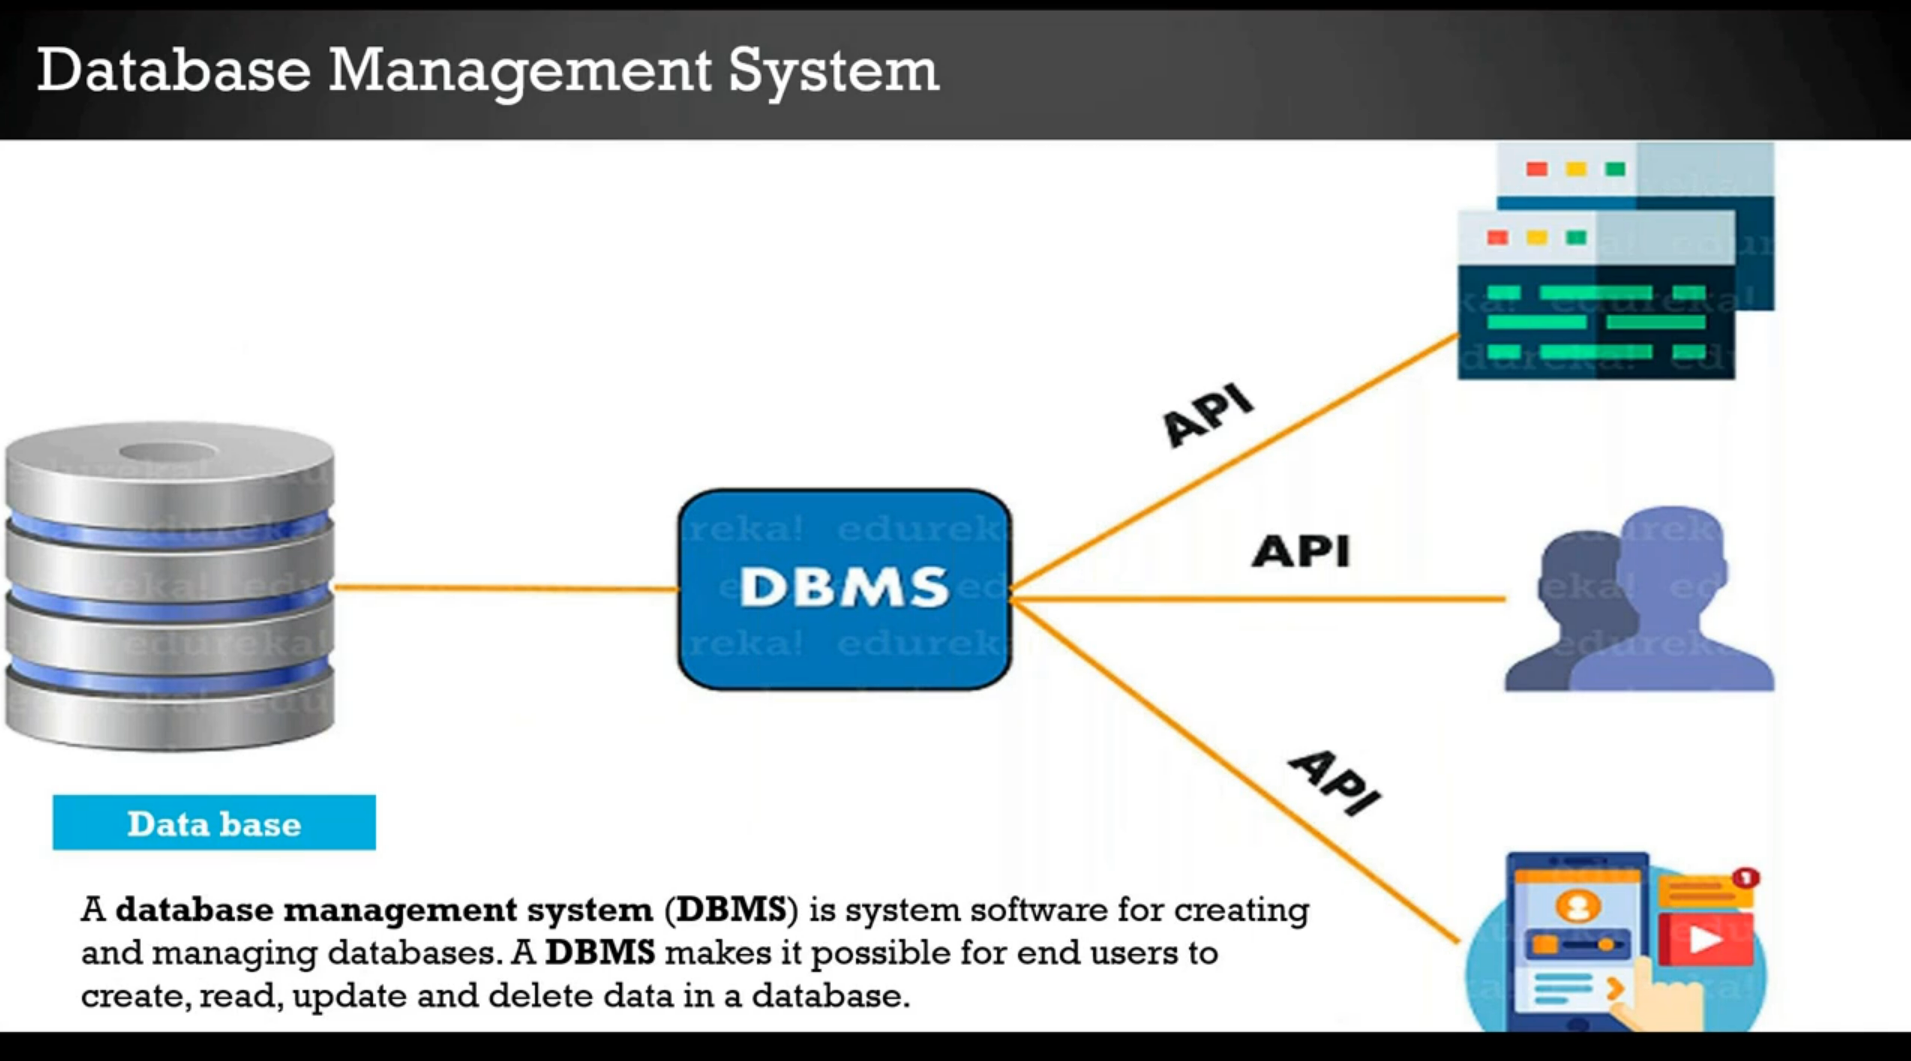 Database Management System
API
API
DBMS
API
Data base
A database management system (DBMS) is system software for creating
and managing databases. A DBMS makes it possible for end users to
create, read, update and delete data in a database.
edureka!